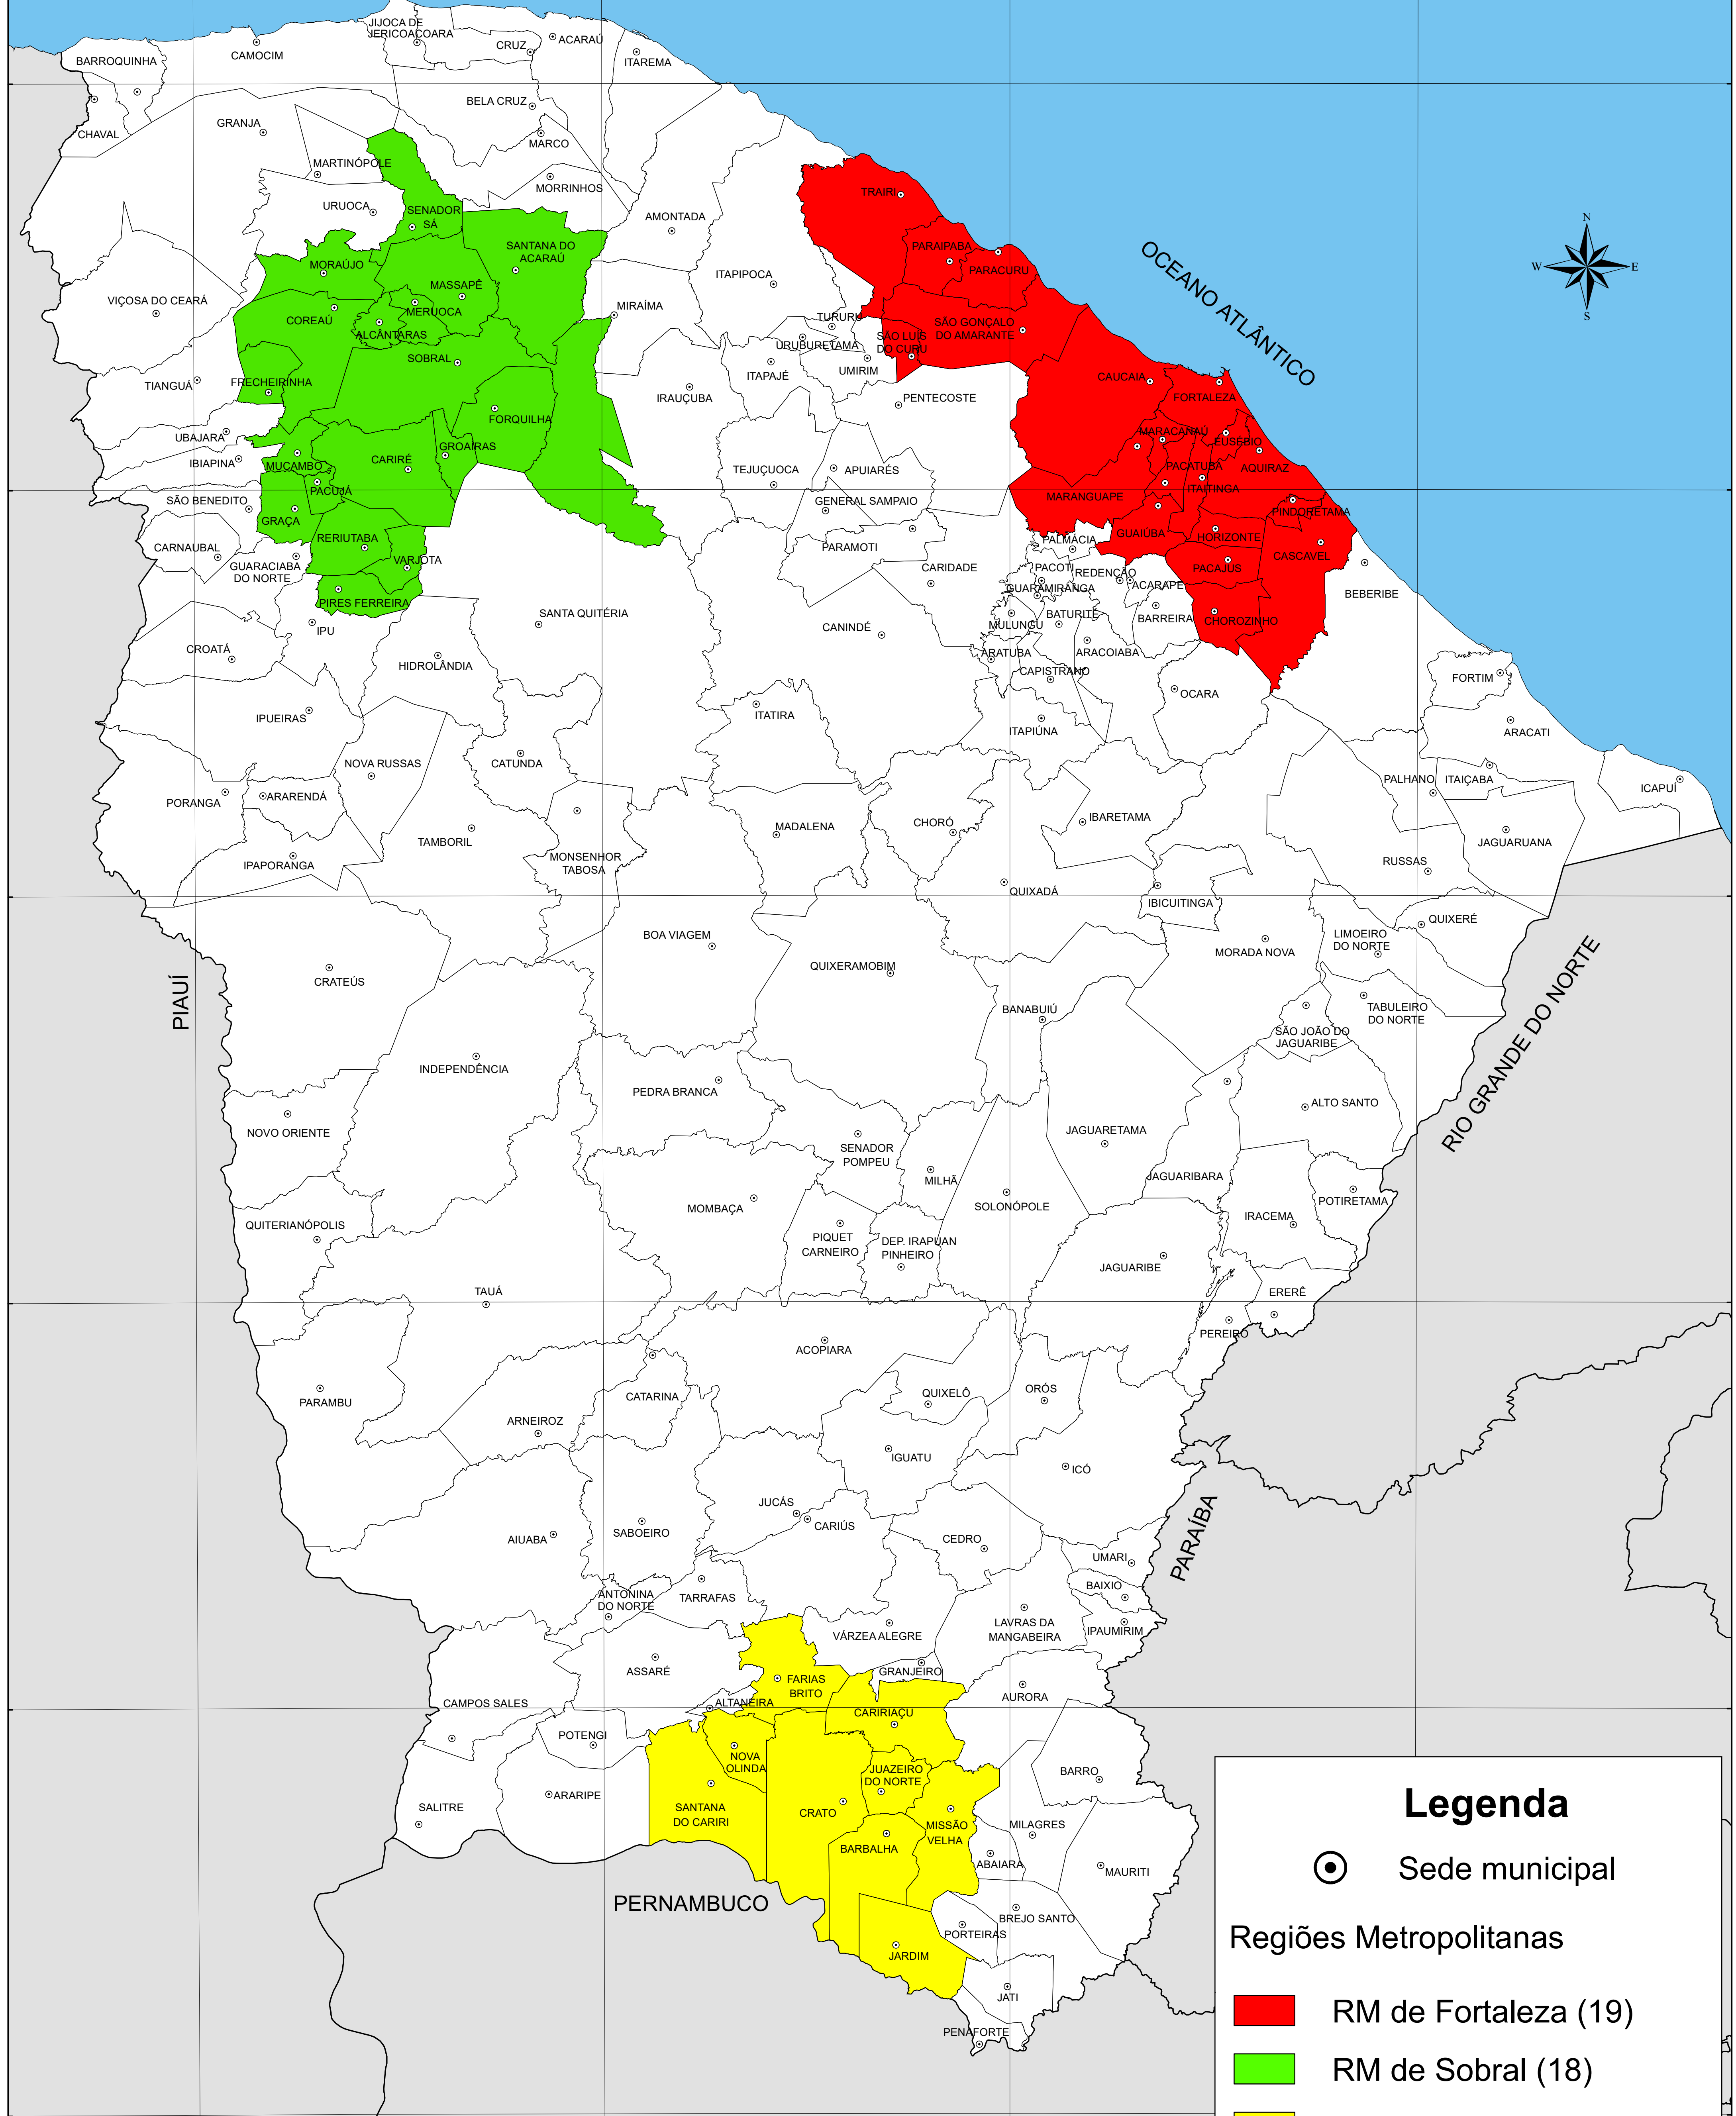 JIJOCA DE
JERICOACOARA
CRUZ
ACARAÚ
ITAREMA
BARROQUINHA
CAMOCIM
CHAVAL
GRANJA
BELA CRUZ
MARCO
MARTINÓPOLE
MORRINHOS
URUOCA
SENADOR
SÁ
AMONTADA
TRAIRI
N
W
E
S
OCEANO ATLÂNTICO
SANTANA DO
ACARAÚ
MORAÚJO
MASSAPÊ
ITAPIPOCA
PARAIPABA
PARACURU
VIÇOSA DO CEARÁ
MERUOCA
MIRAÍMA
COREAÚ
ALCÂNTARAS
TURURU
URUBURETAMA
SÃO LUÍS
DO CURU
SÃO GONÇALO
DO AMARANTE
SOBRAL
TIANGUÁ
FRECHEIRINHA
ITAPAJÉ
UMIRIM
IRAUÇUBA
PENTECOSTE
CAUCAIA
FORTALEZA
FORQUILHA
UBAJARA
IBIAPINA
MUCAMBO
CARIRÉ
GROAÍRAS
MARACANAÚ
EUSÉBIO
PACATUBA
AQUIRAZ
TEJUÇUOCA
APUIARÉS
PACUJÁ
SÃO BENEDITO
GRAÇA
GENERAL SAMPAIO
MARANGUAPE
ITAITINGA
PINDORETAMA
CARNAUBAL
RERIUTABA
VARJOTA
GUARACIABA
DO NORTE
PARAMOTI
CARIDADE
PALMÁCIA
GUAIÚBA
HORIZONTE
CASCAVEL
PACOTI
REDENÇÃO
PACAJUS
GUARAMIRANGA
ACARAPE
BEBERIBE
PIRES FERREIRA
IPU
SANTA QUITÉRIA
CANINDÉ
MULUNGU
BATURITÉ
BARREIRA
CHOROZINHO
CROATÁ
HIDROLÂNDIA
ARATUBA
ARACOIABA
CAPISTRANO
OCARA
FORTIM
IPUEIRAS
ITATIRA
ITAPIÚNA
ARACATI
NOVA RUSSAS
CATUNDA
PALHANO
ITAIÇABA
ICAPUÍ
PORANGA
ARARENDÁ
TAMBORIL
MADALENA
CHORÓ
IBARETAMA
JAGUARUANA
IPAPORANGA
MONSENHOR
TABOSA
RUSSAS
QUIXADÁ
IBICUITINGA
QUIXERÉ
BOA VIAGEM
LIMOEIRO
DO NORTE
MORADA NOVA
QUIXERAMOBIM
PIAUÍ
CRATEÚS
BANABUIÚ
TABULEIRO
DO NORTE
SÃO JOÃO DO
JAGUARIBE
RIO GRANDE DO NORTE
INDEPENDÊNCIA
PEDRA BRANCA
ALTO SANTO
NOVO ORIENTE
SENADOR
POMPEU
JAGUARETAMA
MILHÃ
JAGUARIBARA
MOMBAÇA
SOLONÓPOLE
POTIRETAMA
IRACEMA
QUITERIANÓPOLIS
PIQUET
CARNEIRO
DEP. IRAPUAN
PINHEIRO
JAGUARIBE
TAUÁ
ERERÊ
PEREIRO
ACOPIARA
PARAMBU
CATARINA
QUIXELÔ
ORÓS
ARNEIROZ
IGUATU
ICÓ
PARAÍBA
JUCÁS
CARIÚS
AIUABA
SABOEIRO
CEDRO
UMARI
BAIXIO
ANTONINA
DO NORTE
TARRAFAS
LAVRAS DA
MANGABEIRA
IPAUMIRIM
VÁRZEA ALEGRE
ASSARÉ
GRANJEIRO
FARIAS
BRITO
AURORA
CAMPOS SALES
ALTANEIRA
CARIRIAÇU
POTENGI
NOVA
OLINDA
JUAZEIRO
DO NORTE
BARRO
ARARIPE
SALITRE
SANTANA
DO CARIRI
CRATO
MISSÃO
VELHA
MILAGRES
BARBALHA
ABAIARA
MAURITI
PERNAMBUCO
BREJO SANTO
PORTEIRAS
JARDIM
JATI
PENAFORTE
Legenda
Sede municipal
Regiões Metropolitanas
RM de Fortaleza (19)
RM de Sobral (18)